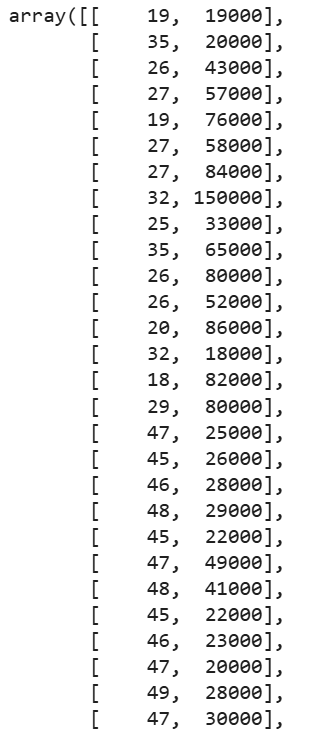 array([[    19,  19000],
       [    35,  20000],
       [    26,  43000],
       [    27,  57000],
       [    19,  76000],
       [    27,  58000],
       [    27,  84000],
       [    32, 150000],
       [    25,  33000],
       [    35,  65000],
       [    26,  80000],
       [    26,  52000],
       [    20,  86000],
       [    32,  18000],
       [    18,  82000],
       [    29,  80000],
       [    47,  25000],
       [    45,  26000],
       [    46,  28000],
       [    48,  29000],
       [    45,  22000],
       [    47,  49000],
       [    48,  41000],
       [    45,  22000],
       [    46,  23000],
       [    47,  20000],
       [    49,  28000],
       [    47,  30000],